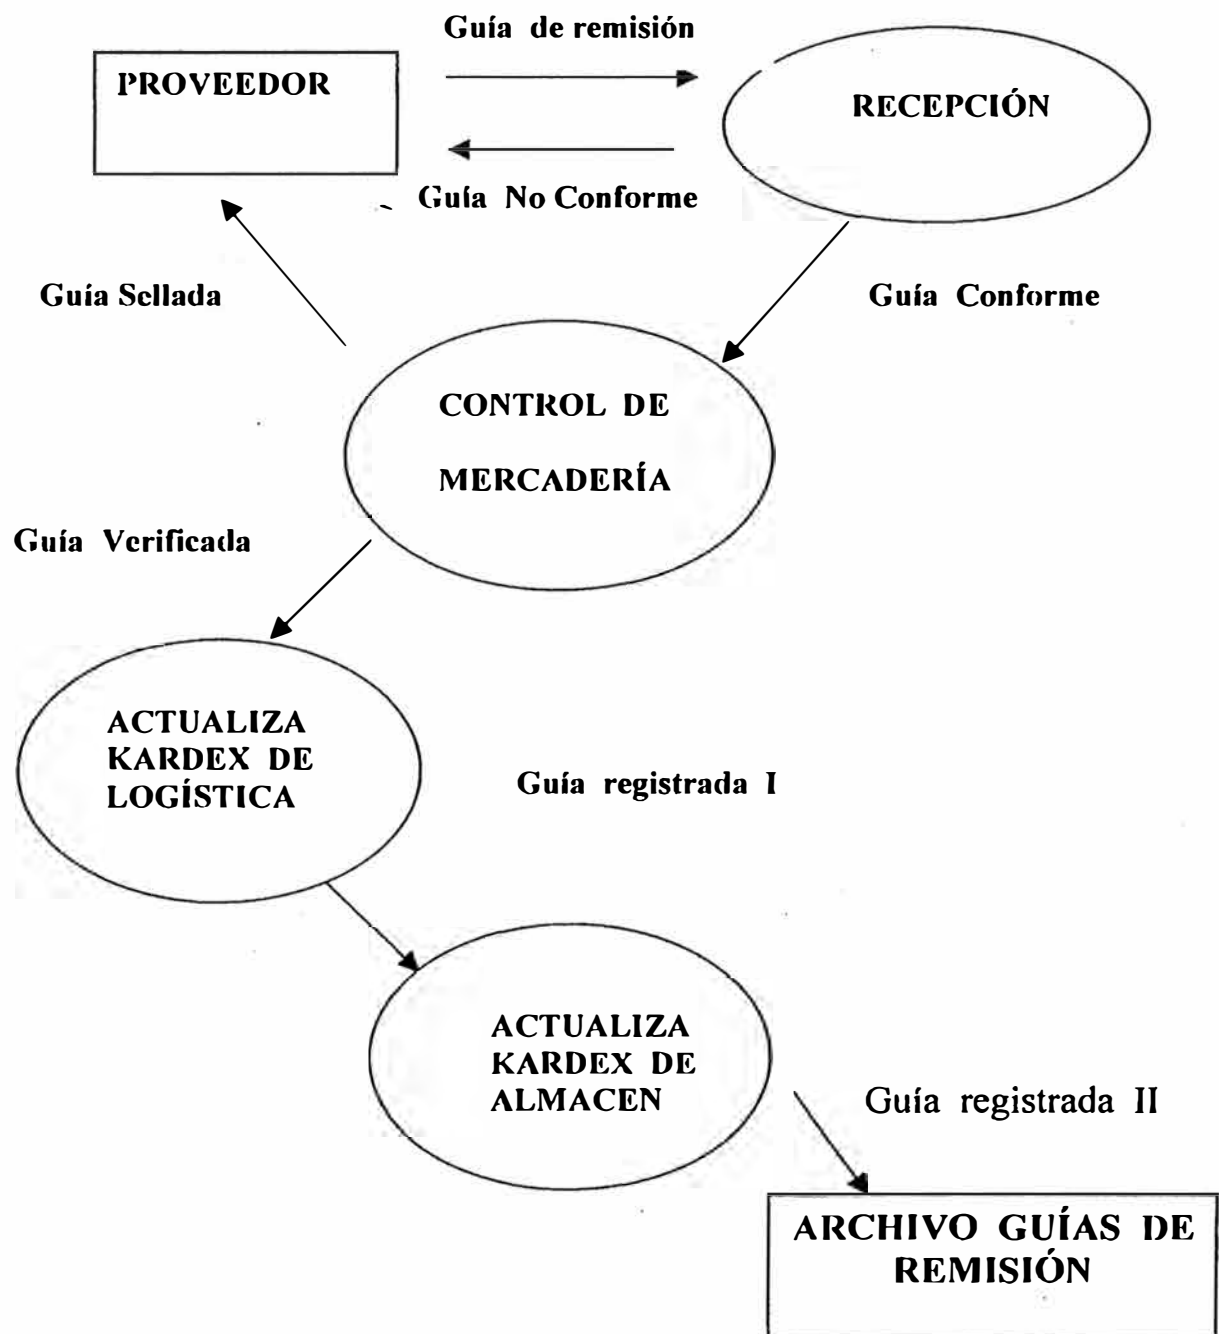 Guía de remisión
PROVEEDOR
RECEPCIÓN
Guía No Conforme
Guía Sellada
Guía Conforme
CONTROL DE
MERCADERÍA
Guía Verificada
ACTUALIZA
KARDEX DE
LOGÍSTICA
Guía registrada I
ACTUALIZA
KARDEX DE
ALMACEN
Guía registrada II
ARCHIVO GUÍAS DE
REMISIÓN